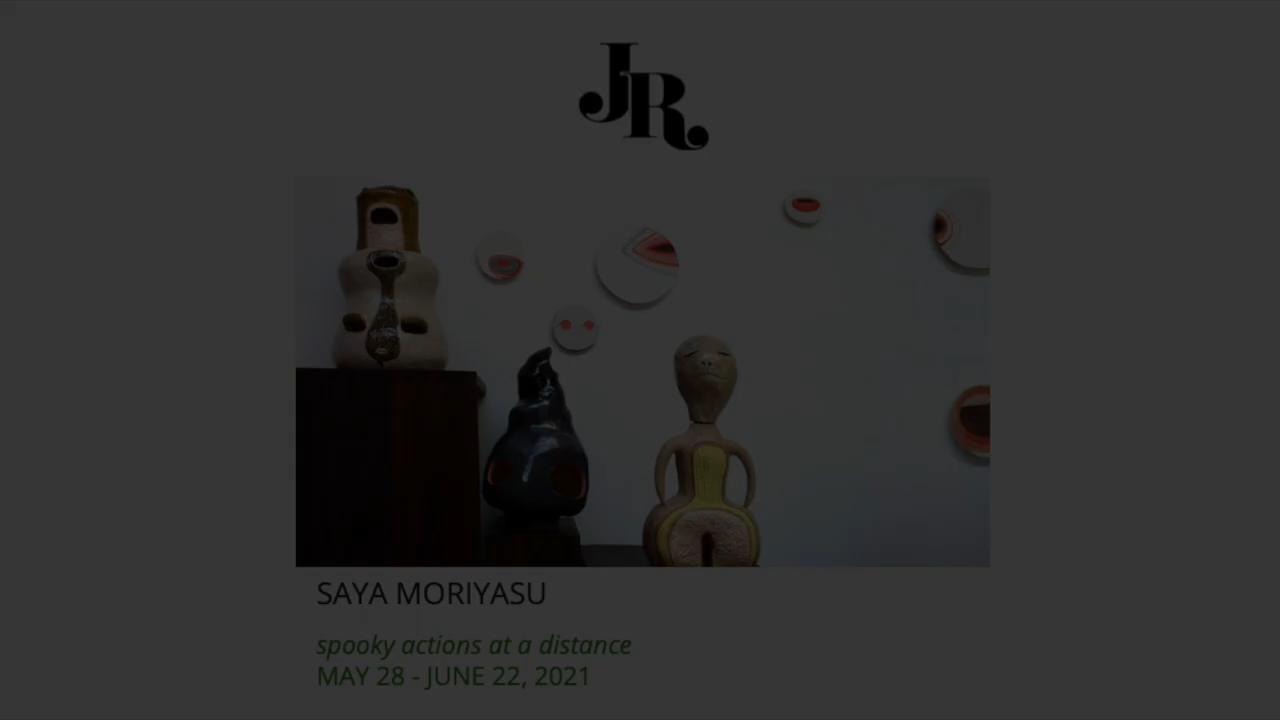 JR
SAYA MORIYASU
spooky actions at a distance
MAY 28 - JUNE 22, 2021